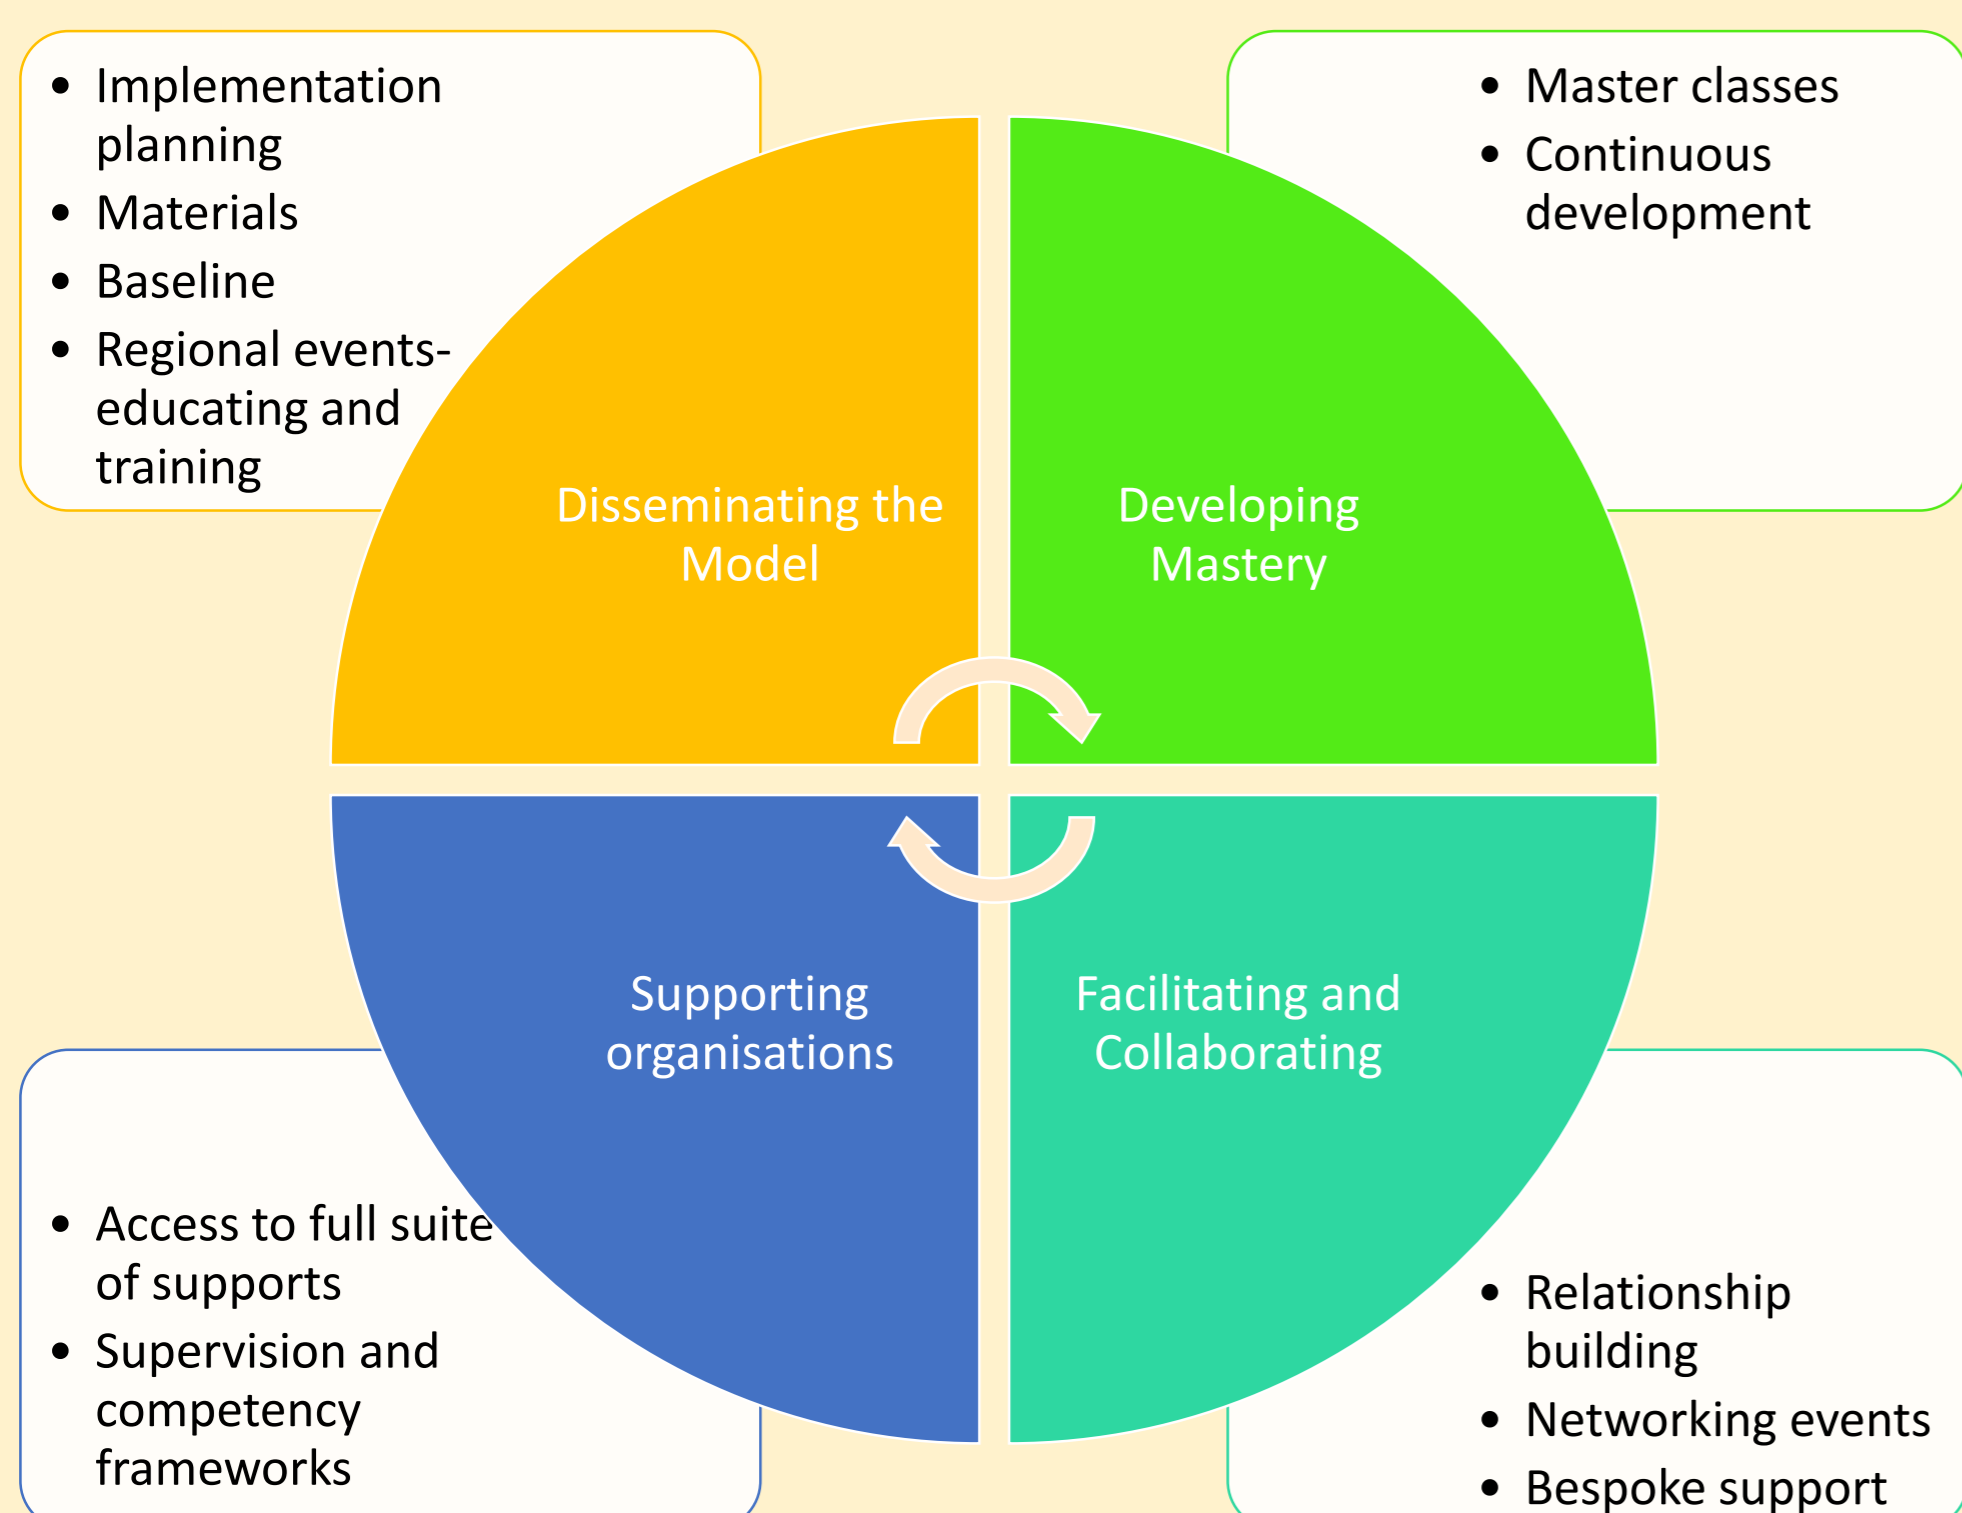 • Implementation
planning
• Materials
• Baseline
• Regional events-
educating and
training
• Master classes
• Continuous
development
Disseminating the
Model
Developing
Mastery
Supporting
organisations
Facilitating and
Collaborating
• Access to full suite
of supports
• Supervision and
competency
frameworks
• Relationship
building
• Networking events
• Bespoke support